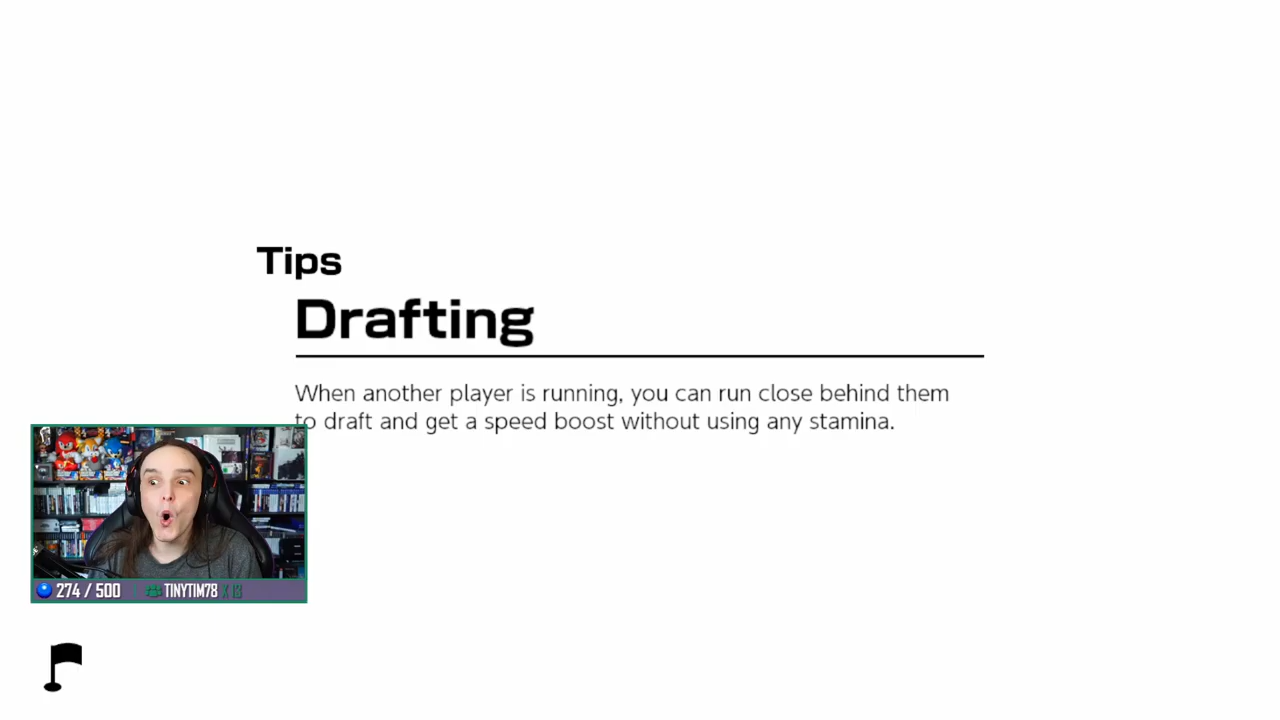 Tips
Drafting
When another player is running, you can run close behind them
to draft and get a speed boost without using any stamina.
274 / 500 TINYTIM78 X 13